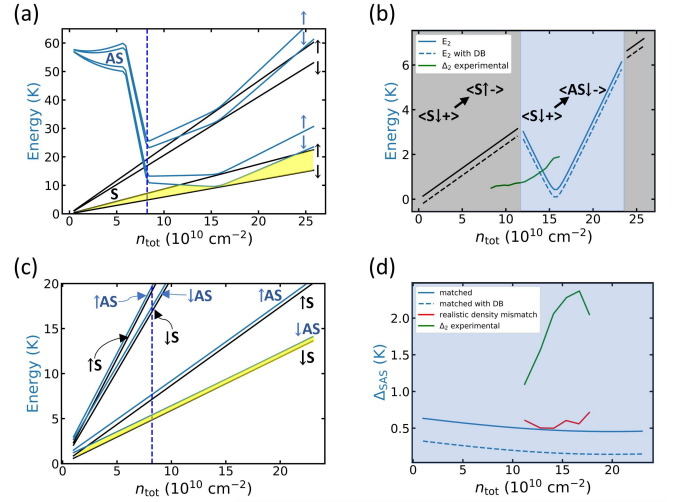 (a)
60
50
40
30
20
10
0
Energy (K)
AS
S
↑
↓
↑
↓
↑
↓
↑
↓
0 5 10 15 20 25
n_tot (10^10 cm^-2)
(b)
6
4
2
0
Energy (K)
E_2
E_2 with DB
Δ_2 experimental
<S↑->
<S↓+>
<AS↓->
<S↓+>
0 5 10 15 20 25
n_tot (10^10 cm^-2)
(c)
20
15
10
5
0
Energy (K)
↑AS ↓AS ↑AS
↑S
↑S ↓S
↓AS
↓S
0 5 10 15 20
n_tot (10^10 cm^-2)
(d)
2.0
1.5
1.0
0.5
Δ_SAS (K)
matched
matched with DB
realistic density mismatch
Δ_2 experimental
0 5 10 15 20
n_tot (10^10 cm^-2)